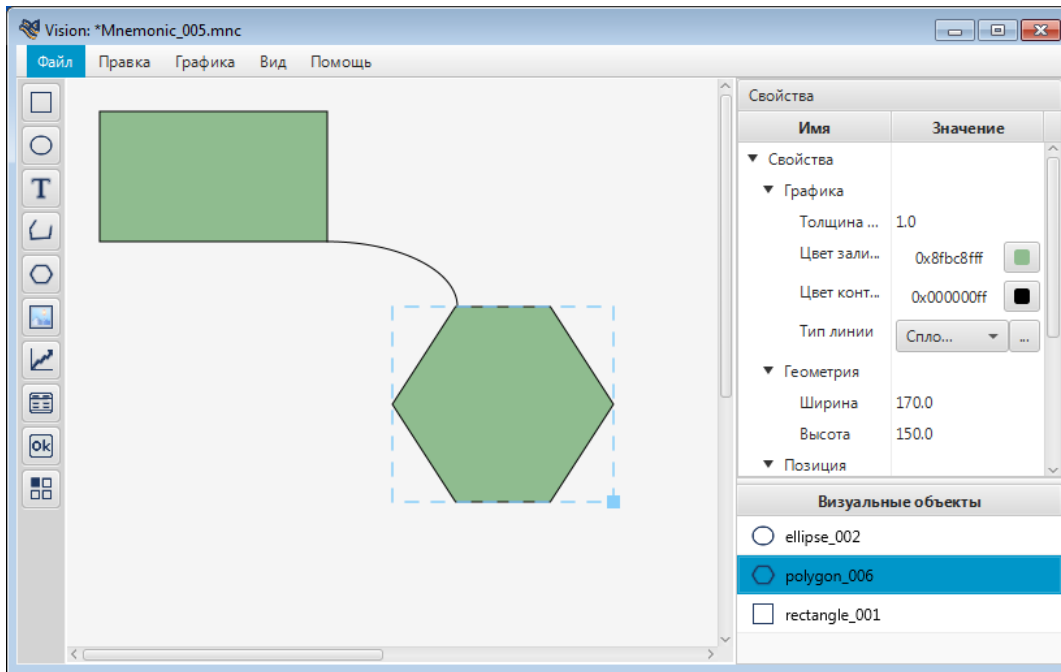 Vision: *Mnemonic_005.mnc
Файл Правка Графика Вид Помощь
T
Ok
Свойства
Имя Значение
Свойства
Графика
Толщина ... 1.0
Цвет зали... 0x8fbc8fff
Цвет конт... 0x000000ff
Тип линии Спло... ...
Геометрия
Ширина 170.0
Высота 150.0
Позиция
Визуальные объекты
ellipse_002
polygon_006
rectangle_001